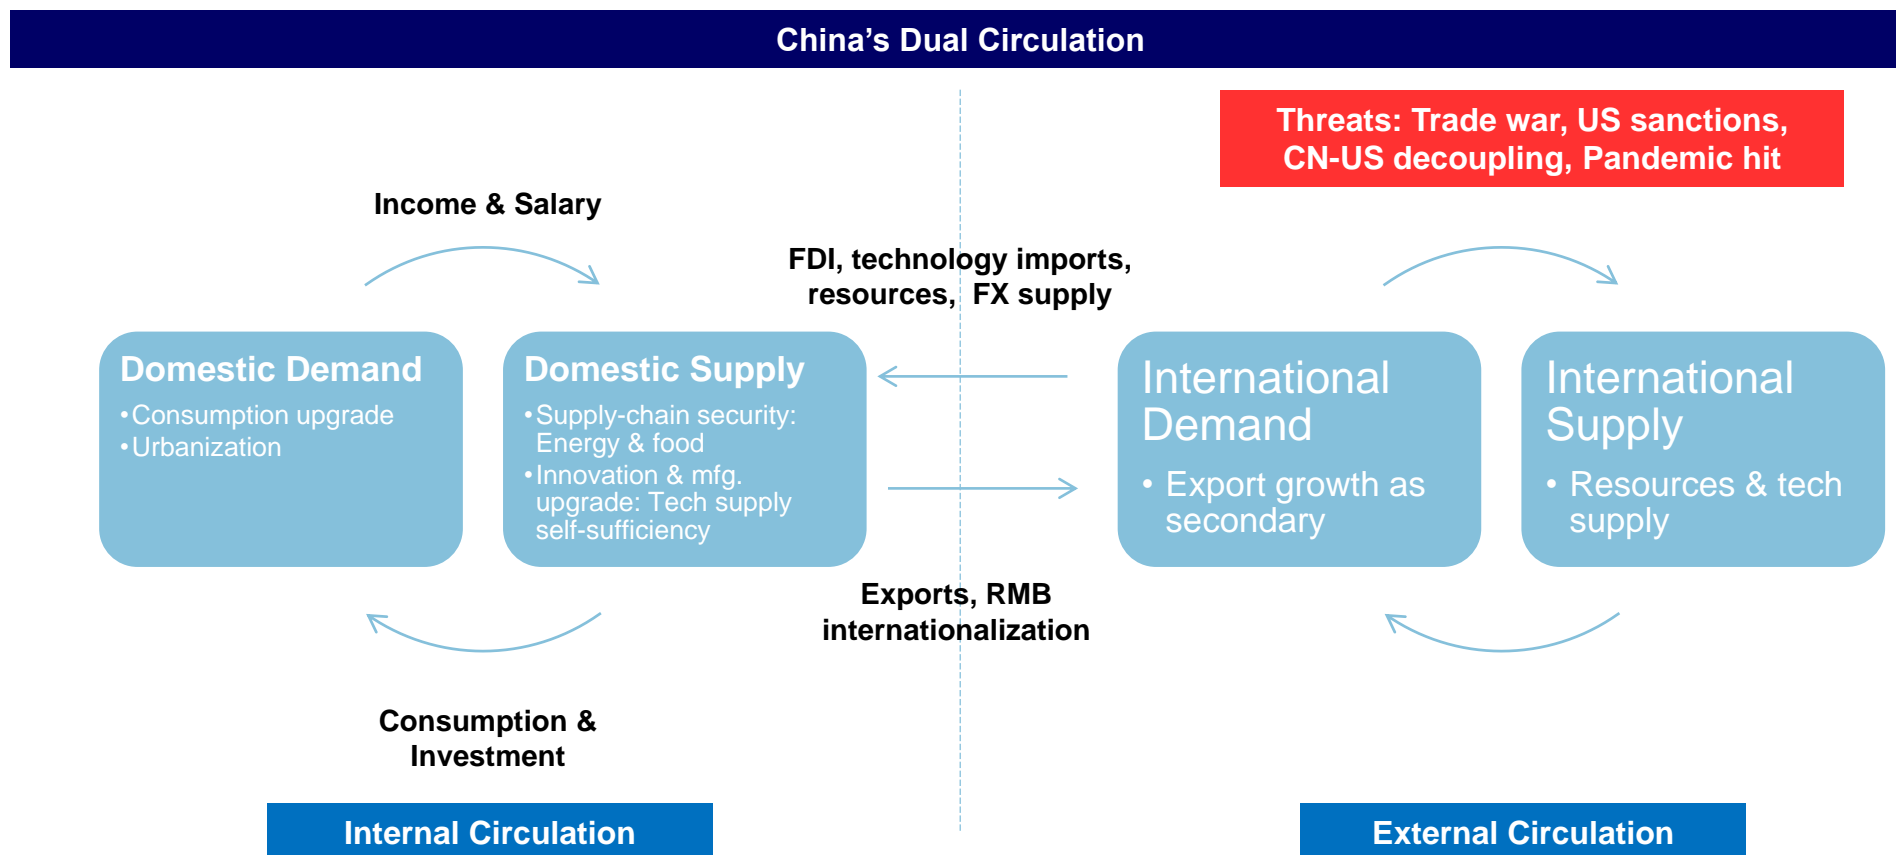 China’s Dual Circulation
Threats: Trade war, US sanctions,
CN-US decoupling, Pandemic hit
Income & Salary
FDI, technology imports,
resources,  FX supply
Domestic Demand
•Consumption upgrade
•Urbanization
Domestic Supply
•Supply-chain security:
Energy & food
•Innovation & mfg.
upgrade: Tech supply
self-sufficiency
International
Demand
• Export growth as
secondary
International
Supply
• Resources & tech
supply
Exports, RMB
internationalization
Consumption &
Investment
Internal Circulation
External Circulation